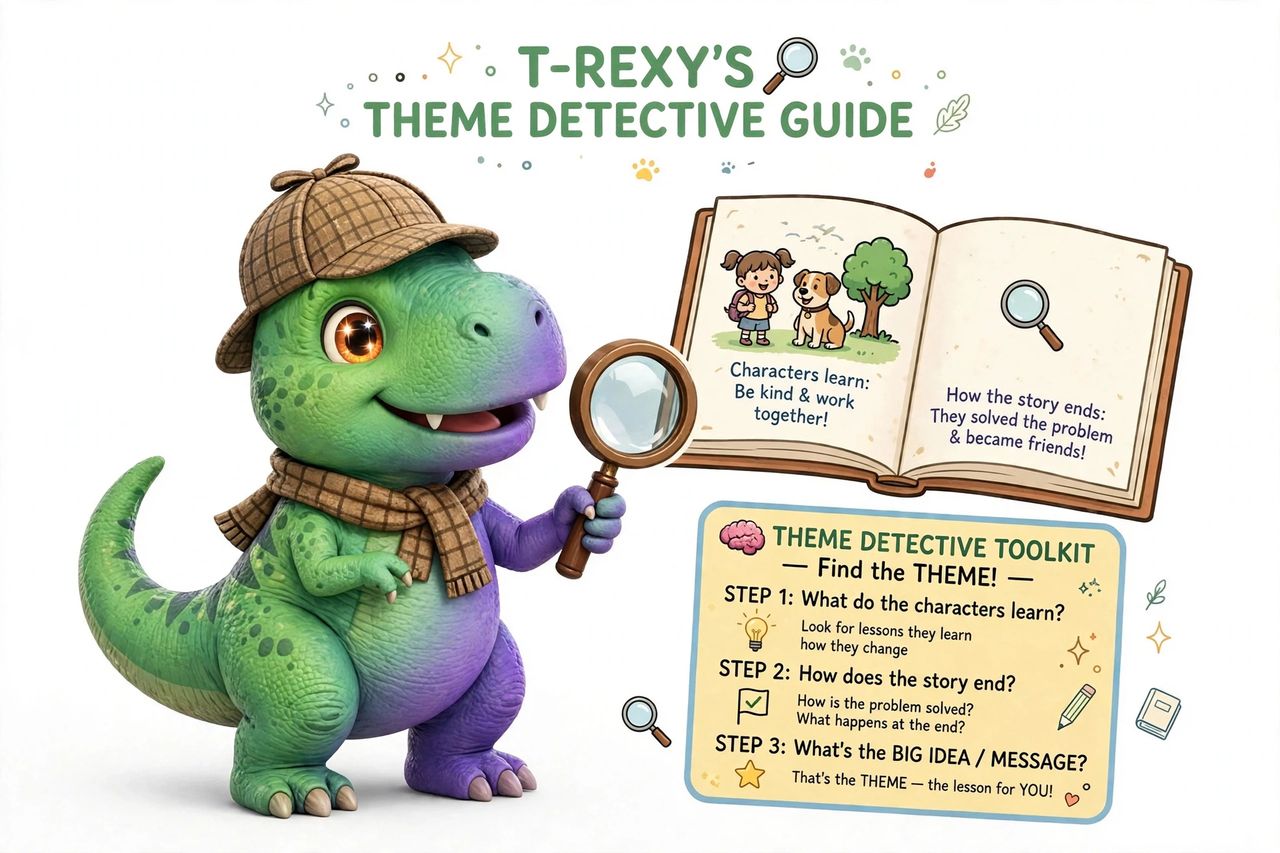 T-REXY'S
THEME DETECTIVE GUIDE
Characters learn:
Be kind & work
together!
How the story ends:
They solved the problem
& became friends!
THEME DETECTIVE TOOLKIT
— Find the THEME! —
STEP 1: What do the characters learn?
Look for lessons they learn
how they change
STEP 2: How does the story end?
How is the problem solved?
What happens at the end?
STEP 3: What's the BIG IDEA / MESSAGE?
That's the THEME — the lesson for YOU!